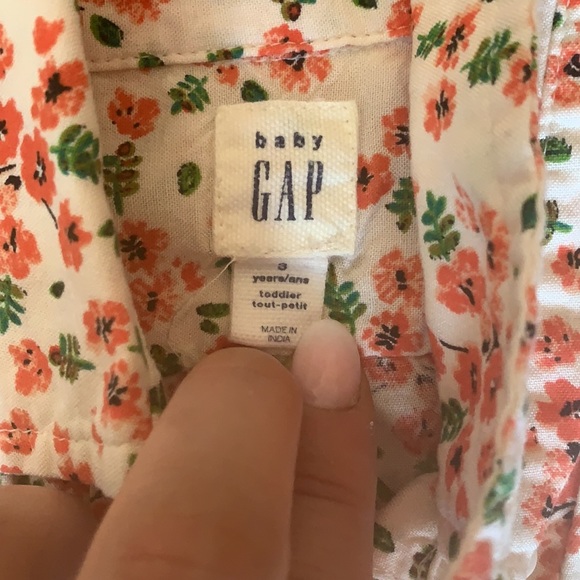 baby
GAP
3
years/ans
toddler
tout-petit
MADE IN
INDIA